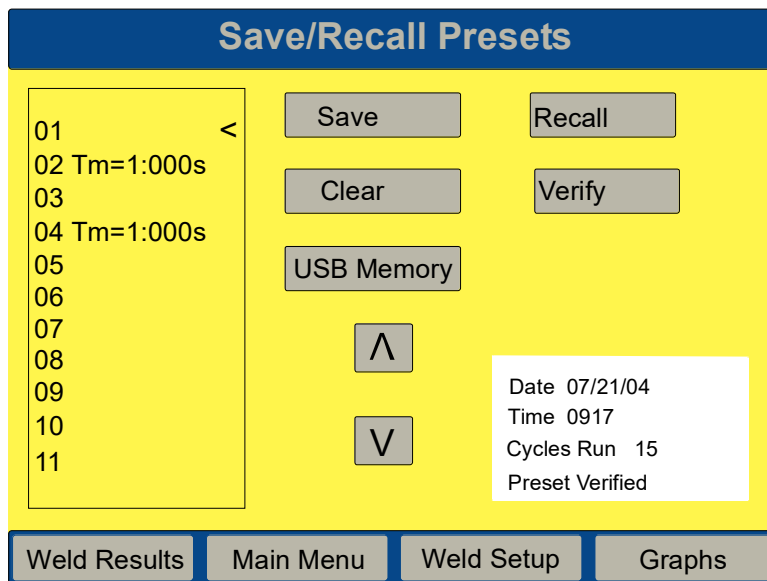 Save/Recall Presets
01 <
02 Tm=1:000s
03
04 Tm=1:000s
05
06
07
08
09
10
11
Save
Recall
Clear
Verify
USB Memory
Λ
V
Date 07/21/04
Time 0917
Cycles Run 15
Preset Verified
Weld Results
Main Menu
Weld Setup
Graphs